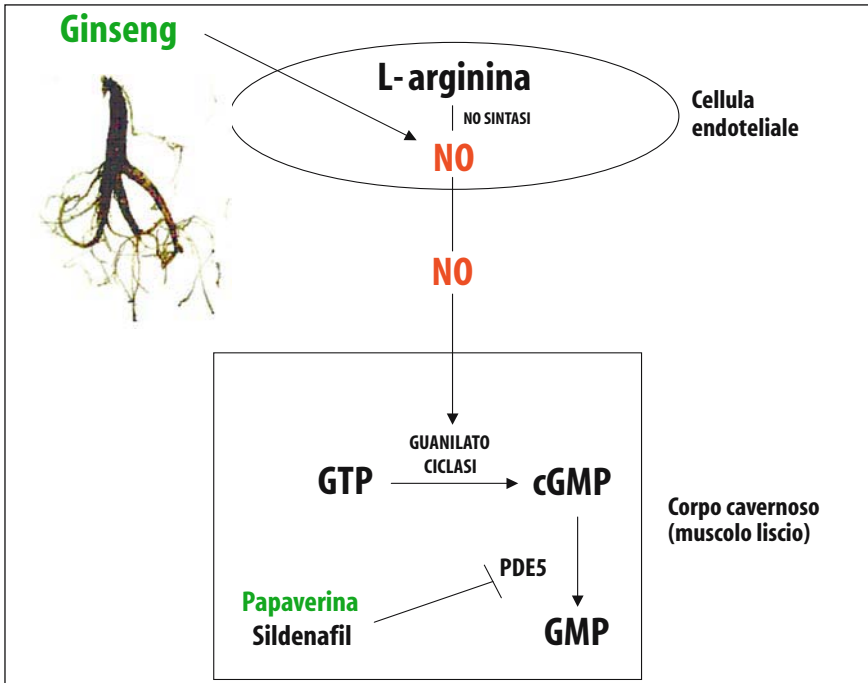 Ginseng
L- arginina
NO SINTASI
NO
Cellula
endoteliale
NO
GUANILATO
CICLASI
GTP
cGMP
Corpo cavernoso
(muscolo liscio)
PDE5
Papaverina
Sildenafil
GMP